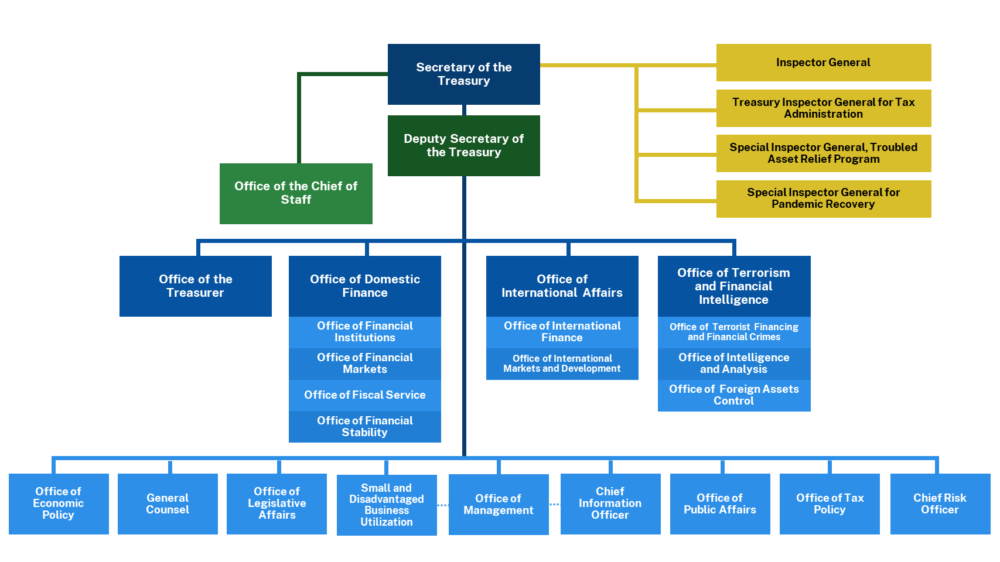 Secretary of the
Treasury
Inspector General
Treasury Inspector General for Tax
Administration
Deputy Secretary of
the Treasury
Special Inspector General, Troubled
Asset Relief Program
Office of the Chief of
Staff
Special Inspector General for
Pandemic Recovery
Office of the
Treasurer
Office of Domestic
Finance
Office of Financial
Institutions
Office of Financial
Markets
Office of Fiscal Service
Office of Financial
Stability
Office of
International Affairs
Office of International
Finance
Office of International
Markets and Development
Office of Terrorism
and Financial
Intelligence
Office of Terrorist Financing
and Financial Crimes
Office of Intelligence
and Analysis
Office of Foreign Assets
Control
Office of
Economic
Policy
General
Counsel
Office of
Legislative
Affairs
Small and
Disadvantaged
Business
Utilization
Office of
Management
Chief
Information
Officer
Office of
Public Affairs
Office of Tax
Policy
Chief Risk
Officer